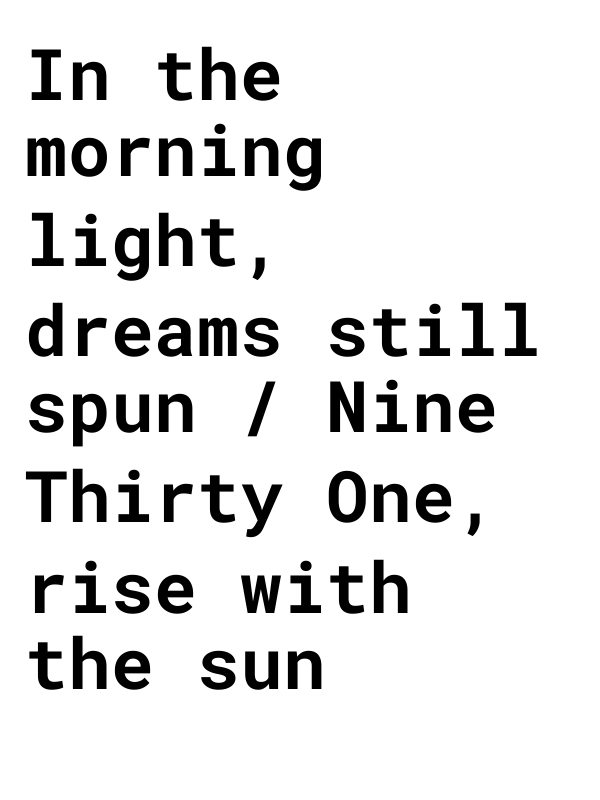 In the
morning
light,
dreams still
spun / Nine
Thirty One,
rise with
the sun